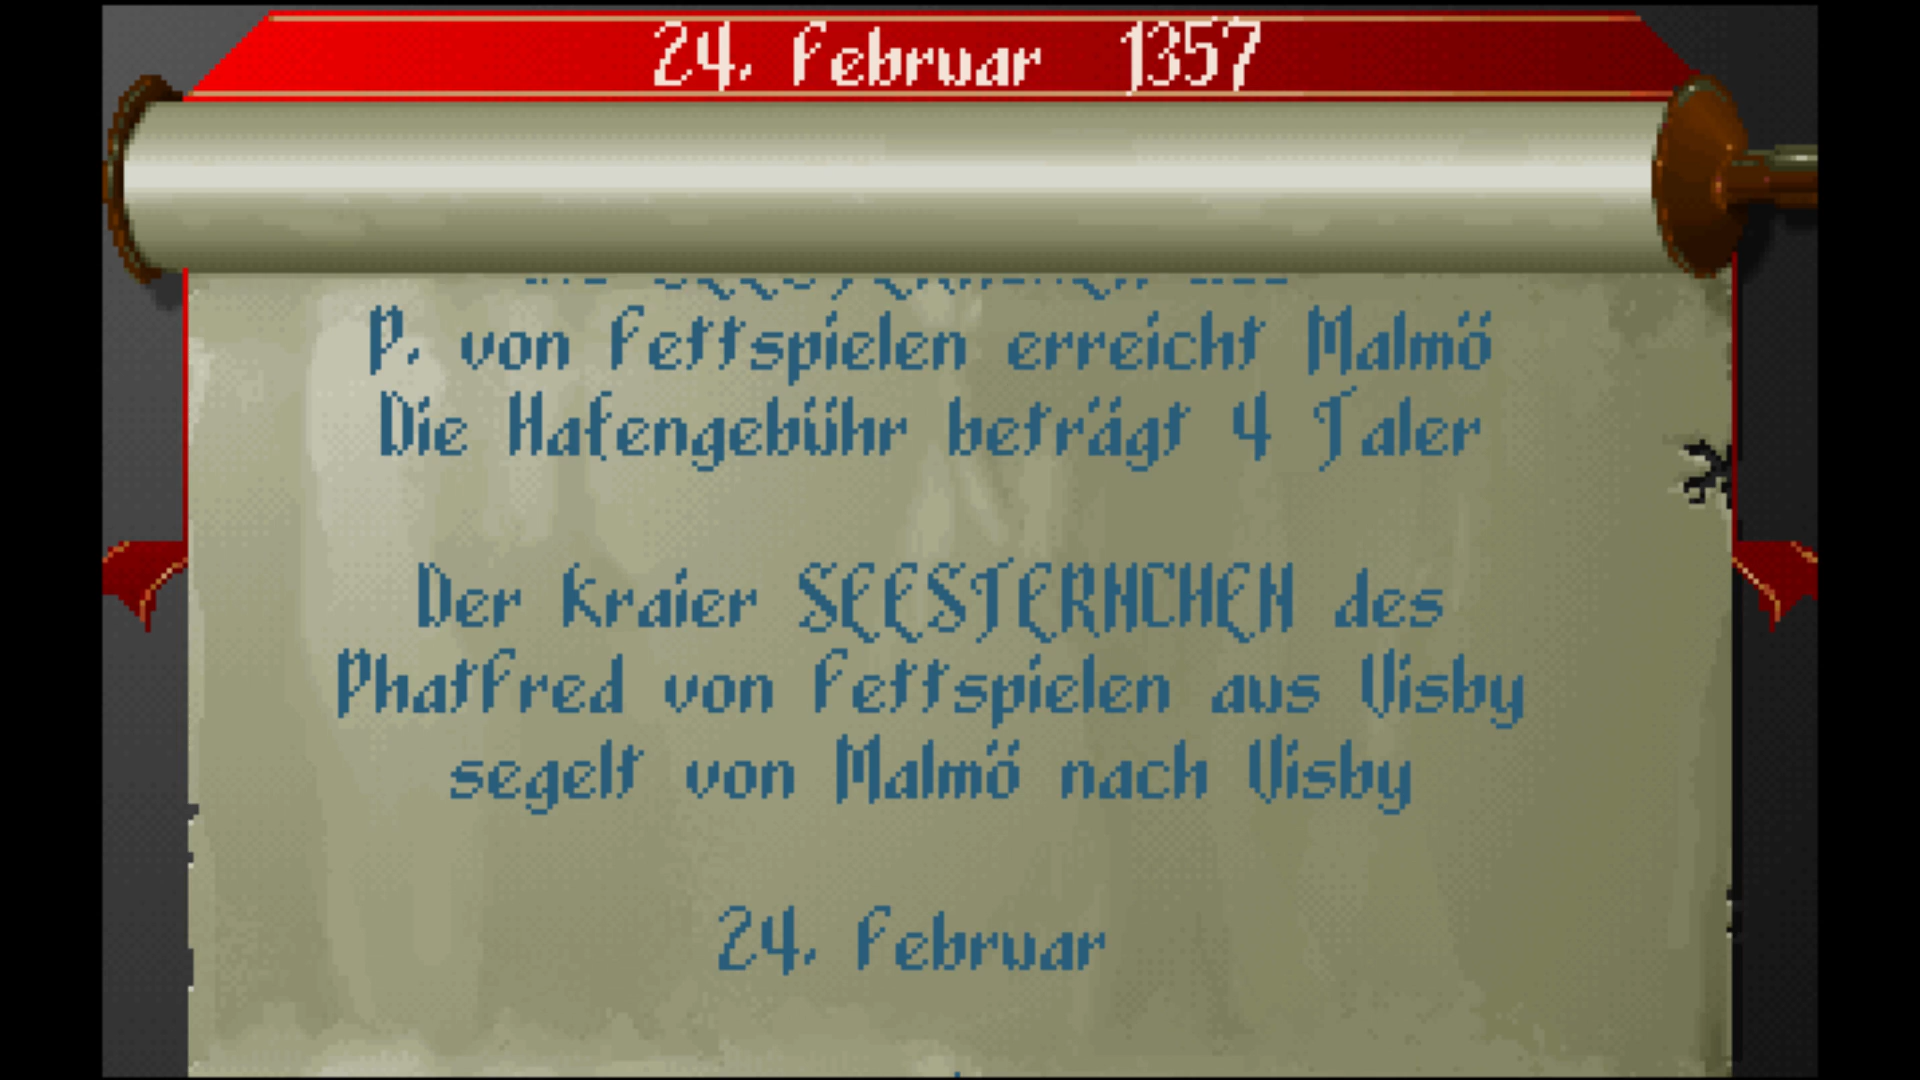 24. Februar 1357
P. von Fettspielen erreicht Malmö
Die Hafengebühr beträgt 4 Taler
Der Kraier SEESTERNCHEN des
Phatfred von Fettspielen aus Visby
segelt von Malmö nach Visby
24. Februar